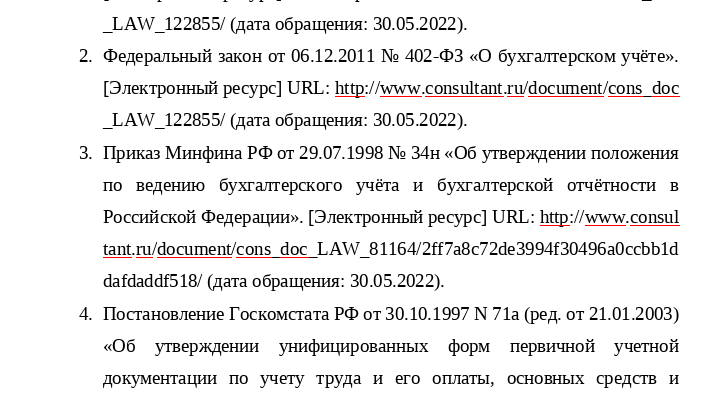 _LAW_122855/ (дата обращения: 30.05.2022).
2. Федеральный закон от 06.12.2011 № 402-ФЗ «О бухгалтерском учёте».
[Электронный ресурс] URL: http://www.consultant.ru/document/cons_doc
_LAW_122855/ (дата обращения: 30.05.2022).
3. Приказ Минфина РФ от 29.07.1998 № 34н «Об утверждении положения
по ведению бухгалтерского учёта и бухгалтерской отчётности в
Российской Федерации». [Электронный ресурс] URL: http://www.consul
tant.ru/document/cons_doc_LAW_81164/2ff7a8c72de3994f30496a0ccbb1d
dafdaddf518/ (дата обращения: 30.05.2022).
4. Постановление Госкомстата РФ от 30.10.1997 N 71а (ред. от 21.01.2003)
«Об утверждении унифицированных форм первичной учетной
документации по учету труда и его оплаты, основных средств и